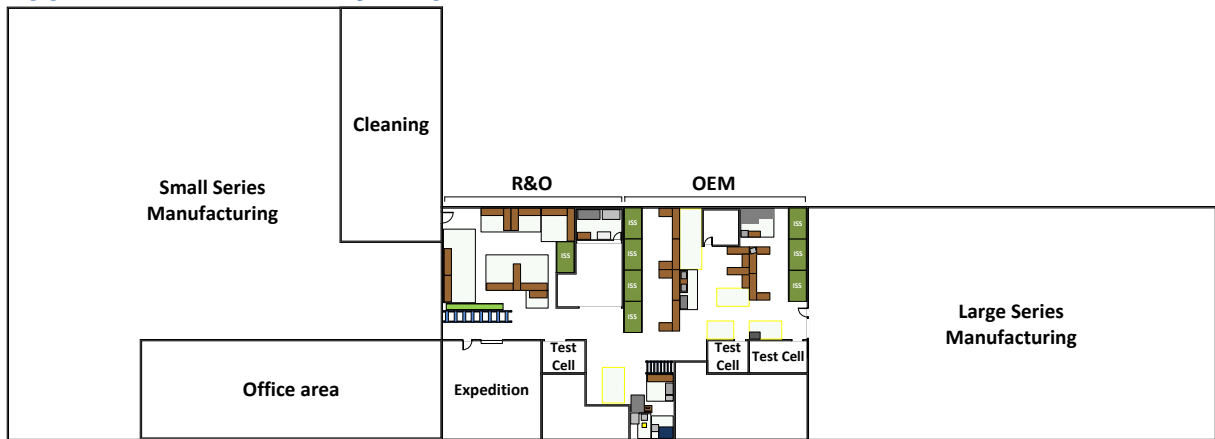 Cleaning
Small Series
Manufacturing
R&O
OEM
ISS
ISS
ISS
ISS
ISS
ISS
ISS
ISS
ISS
Large Series
Manufacturing
Test
Cell
Test
Cell
Test Cell
Office area
Expedition